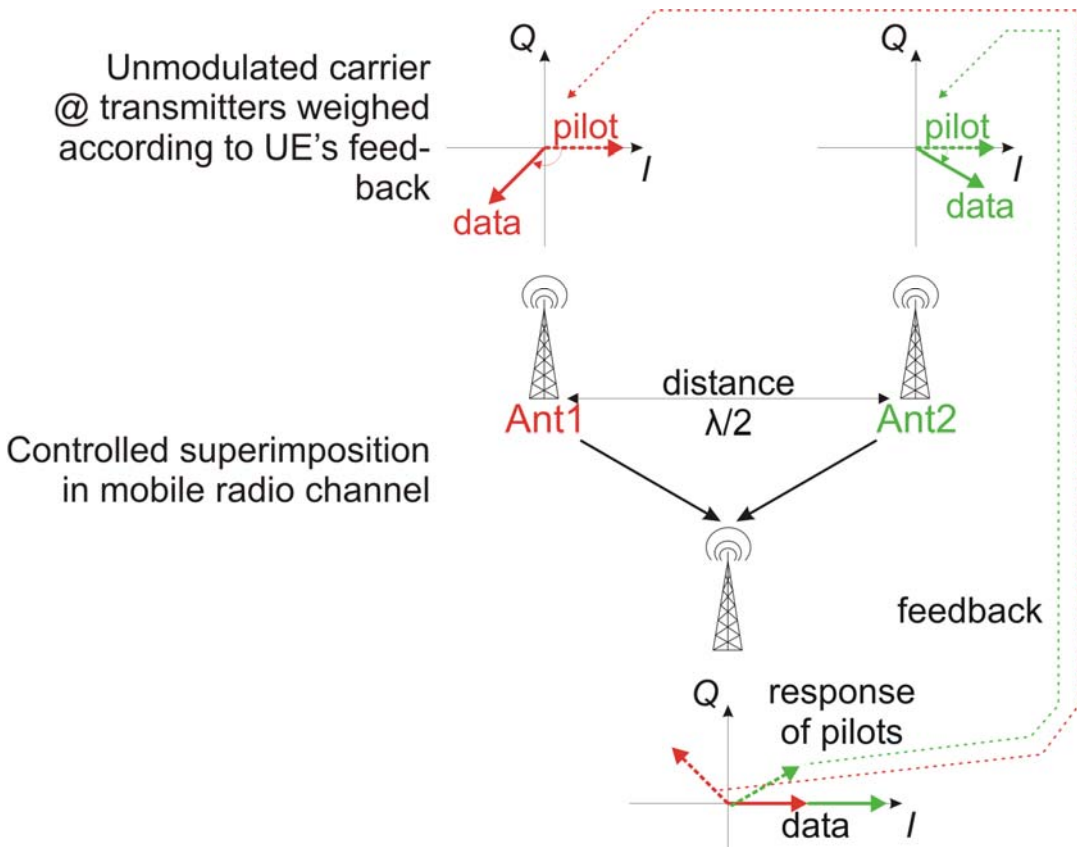 Unmodulated carrier
@ transmitters weighed
according to UE's feed-
back
Q
pilot
I
data
Q
pilot
I
data
distance
λ/2
Ant1
Ant2
Controlled superimposition
in mobile radio channel
feedback
Q
response
of pilots
data
I